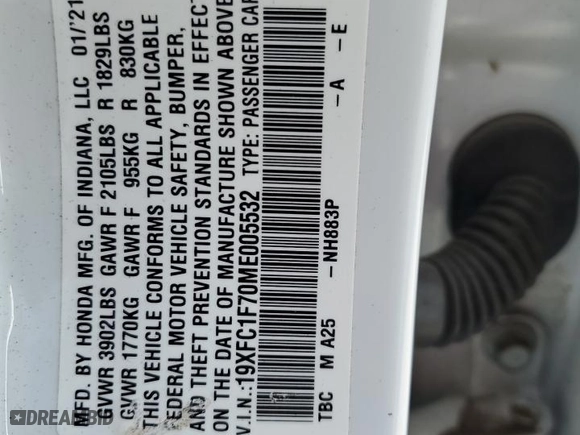 MFD. BY HONDA MFG. OF INDIANA, LLC 01/'21
GVWR 3902LBS GAWR F 2105LBS R 1829LBS
GVWR 1770KG GAWR F 955KG R 830KG
THIS VEHICLE CONFORMS TO ALL APPLICABLE
FEDERAL MOTOR VEHICLE SAFETY, BUMPER,
AND THEFT PREVENTION STANDARDS IN EFFECT
ON THE DATE OF MANUFACTURE SHOWN ABOVE
V.I.N.:19XFC1F70ME005532 TYPE: PASSENGER CAR
TBC M A25 -NH883P -A -E
DREAMBID